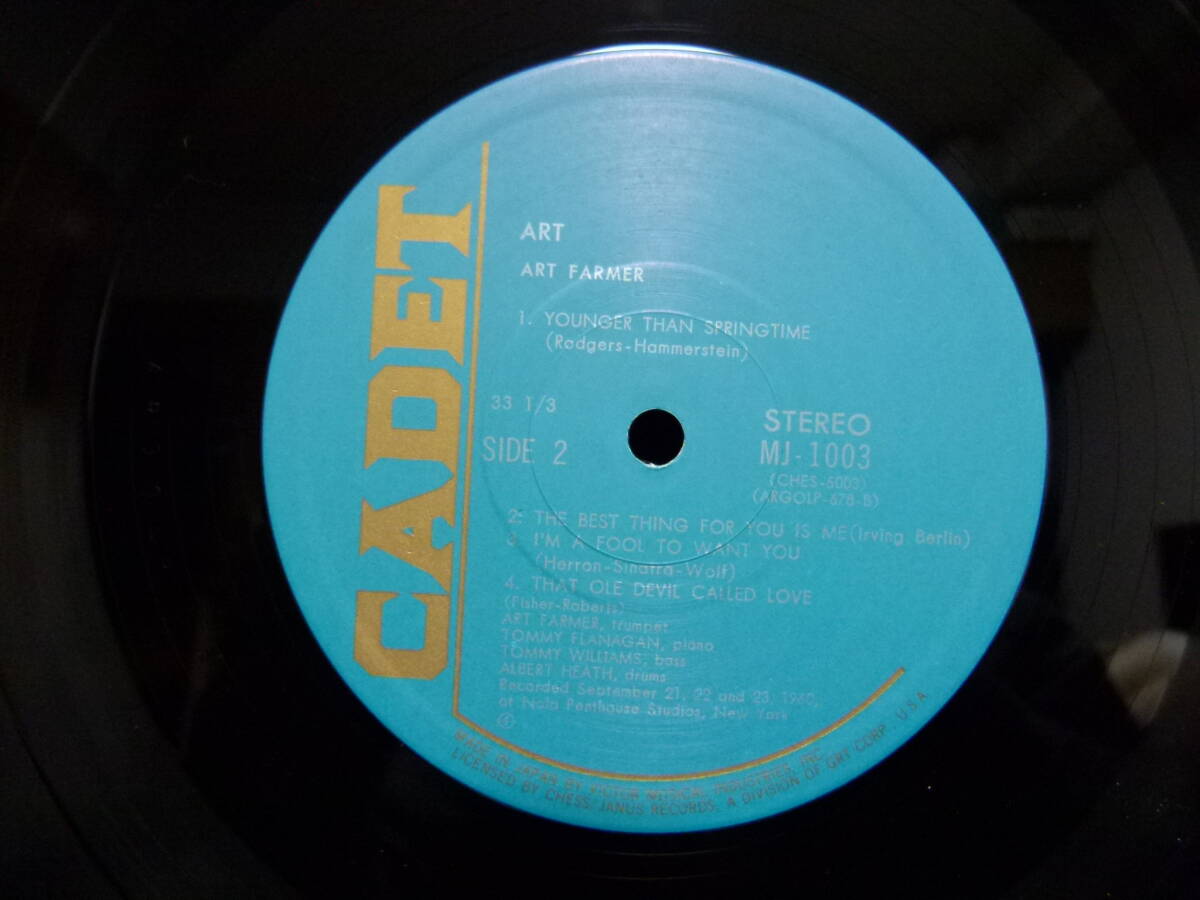 CADET
ART
ART FARMER
1. YOUNGER THAN SPRINGTIME
(Rodgers-Hammerstein)
33 1/3
SIDE 2
STEREO
MJ-1003
(CHES-5003)
(ARGOLP-678-B)
2. THE BEST THING FOR YOU IS ME (Irving Berlin)
3. I'M A FOOL TO WANT YOU
(Herron-Sinatra-Wolf)
4. THAT OLE DEVIL CALLED LOVE
(Fisher-Roberts)
ART FARMER, trumpet
TOMMY FLANAGAN, piano
TOMMY WILLIAMS, bass
ALBERT HEATH, drums
Recorded September 21, 22 and 23, 1960,
at Nola Penthouse Studios, New York
MADE IN JAPAN BY VICTOR MUSICAL INDUSTRIES, INC.
LICENSED BY CHESS/JANUS RECORDS, A DIVISION OF GRT CORP. U.S.A.